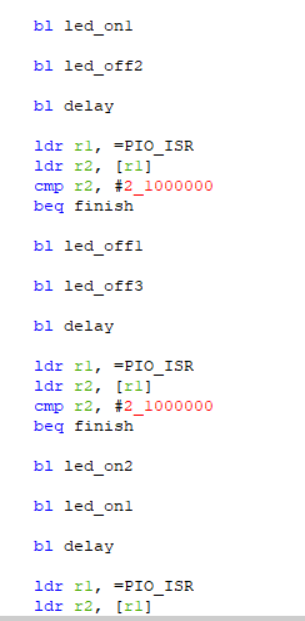 bl led_on1
bl led_off2
bl delay
ldr r1, =PIO_ISR
ldr r2, [r1]
cmp r2, #2_1000000
beq finish
bl led_off1
bl led_off3
bl delay
ldr r1, =PIO_ISR
ldr r2, [r1]
cmp r2, #2_1000000
beq finish
bl led_on2
bl led_on1
bl delay
ldr r1, =PIO_ISR
ldr r2, [r1]